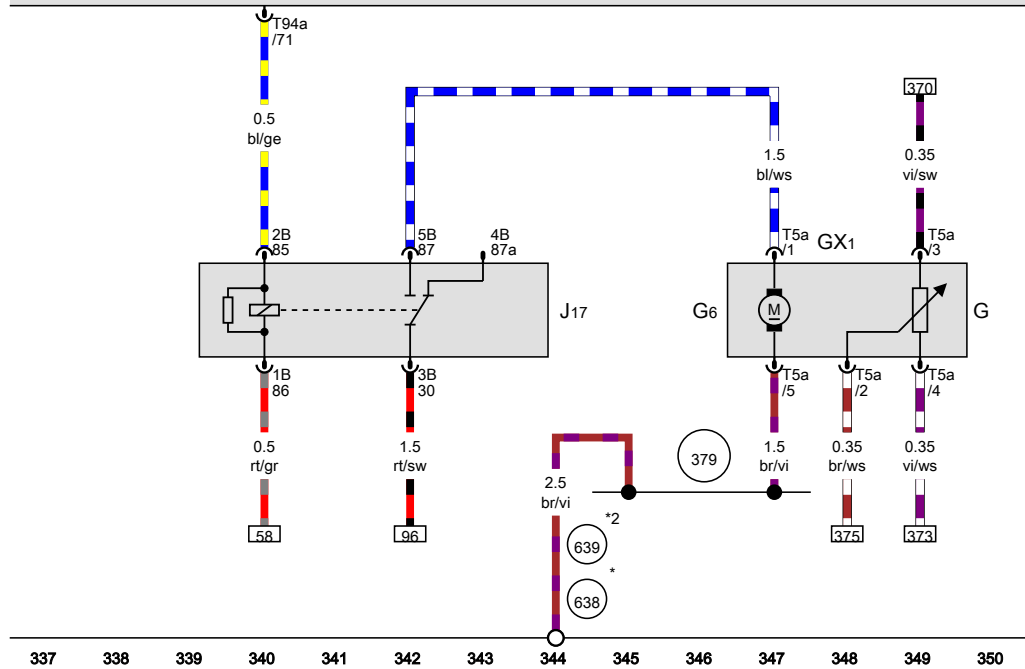 T94a
/71
370
0.5
bl/ge
1.5
bl/ws
0.35
vi/sw
2B
85
5B
87
4B
87a
T5a
/1
GX1
T5a
/3
J17
G6
M
G
1B
86
3B
30
T5a
/5
T5a
/2
T5a
/4
0.5
rt/gr
1.5
rt/sw
2.5
br/vi
379
1.5
br/vi
0.35
br/ws
0.35
vi/ws
*2
58
96
639
375
373
*
638
337 338 339 340 341 342 343 344 345 346 347 348 349 350